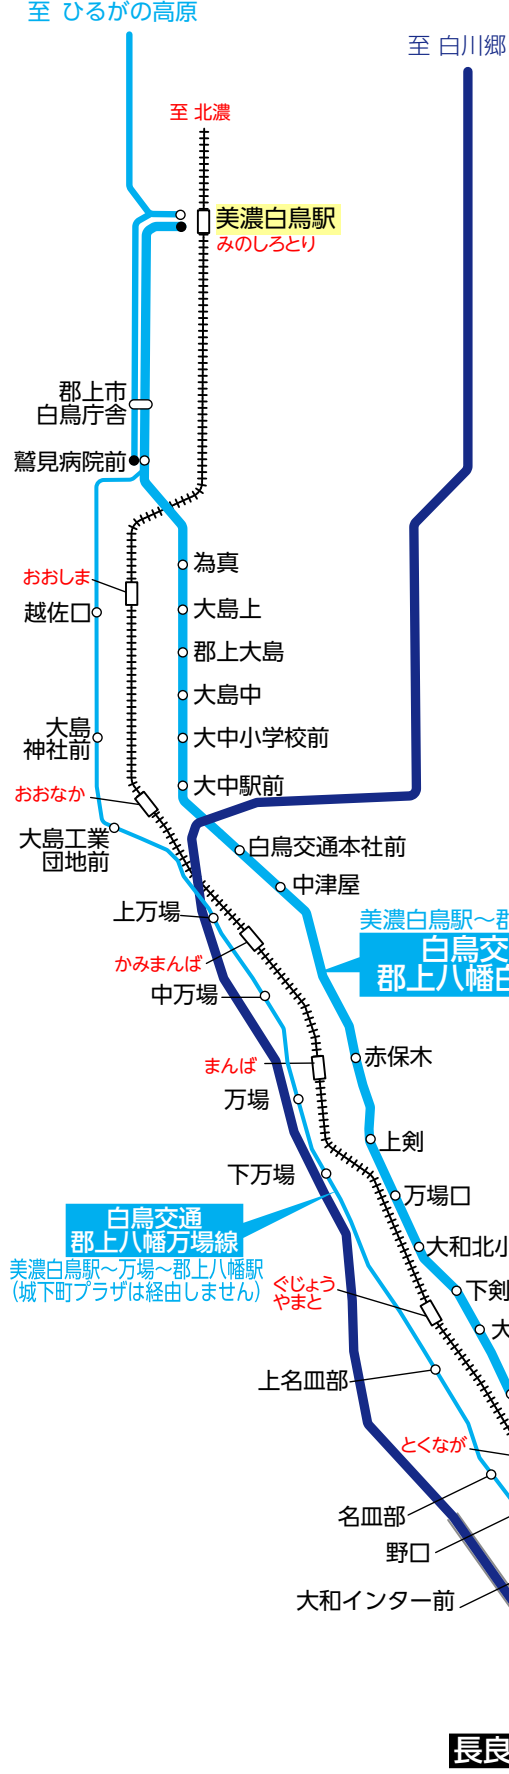 至 ひるがの高原
至 白川郷
至 北濃
美濃白鳥駅
みのしろとり
郡上市
白鳥庁舎
鷲見病院前
為真
おおしま
越佐口
大島上
郡上大島
大島中
大島
神社前
大中小学校前
おおなか
大中駅前
大島工業
団地前
白鳥交通本社前
中津屋
上万場
美濃白鳥駅～郡
白鳥交
郡上八幡白
かみまんば
中万場
赤保木
まんば
万場
上剣
下万場
万場口
白鳥交通
郡上八幡万場線
美濃白鳥駅～万場～郡上八幡駅
（城下町プラザは経由しません）
大和北小
ぐじょう
やまと
下剣
大
上名皿部
とくなが
名皿部
野口
大和インター前
長良